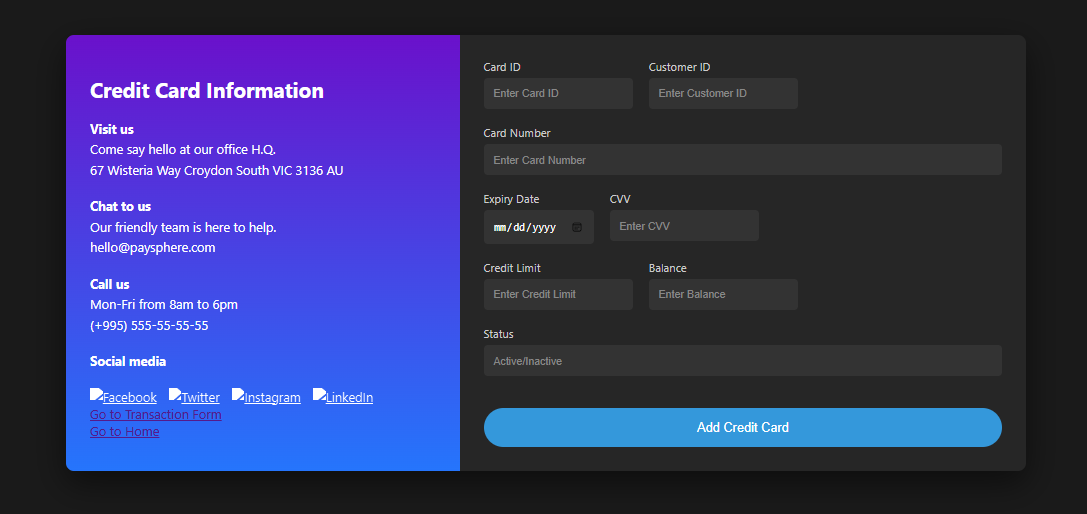 Credit Card Information
Visit us
Come say hello at our office H.Q.
67 Wisteria Way Croydon South VIC 3136 AU
Chat to us
Our friendly team is here to help.
hello@paysphere.com
Call us
Mon-Fri from 8am to 6pm
(+995) 555-55-55-55
Social media
Facebook Twitter Instagram LinkedIn
Go to Transaction Form
Go to Home
Card ID Customer ID
Enter Card ID Enter Customer ID
Card Number
Enter Card Number
Expiry Date CVV
mm/dd/yyyy Enter CVV
Credit Limit Balance
Enter Credit Limit Enter Balance
Status
Active/Inactive
Add Credit Card